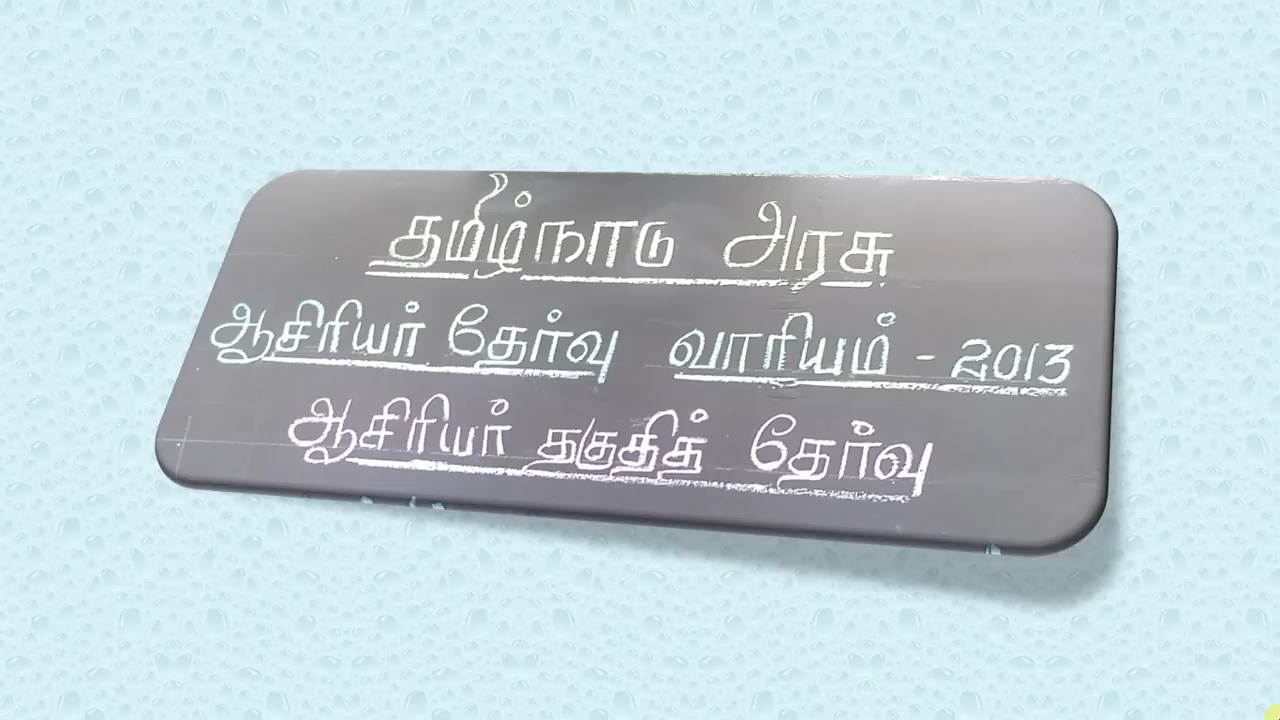 தமிழ்நாடு அரசு
ஆசிரியர் தேர்வு வாரியம் - 2013
ஆசிரியர் தகுதித் தேர்வு